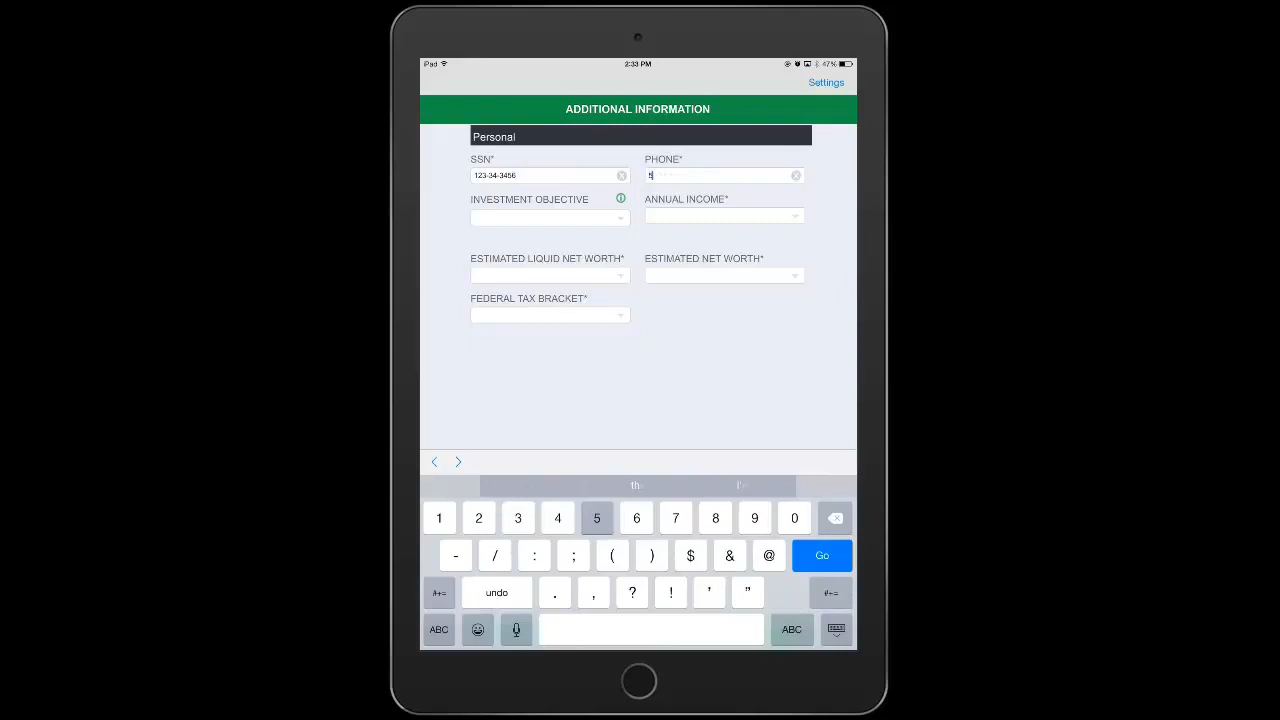 iPad 2:33 PM 47%
Settings
ADDITIONAL INFORMATION
Personal
SSN* PHONE*
123-34-3456 5
INVESTMENT OBJECTIVE ANNUAL INCOME*
ESTIMATED LIQUID NET WORTH* ESTIMATED NET WORTH*
FEDERAL TAX BRACKET*
1 2 3 4 5 6 7 8 9 0
- / : ; ( ) $ & @ Go
#+= undo . , ? ! ' " #+=
ABC ABC